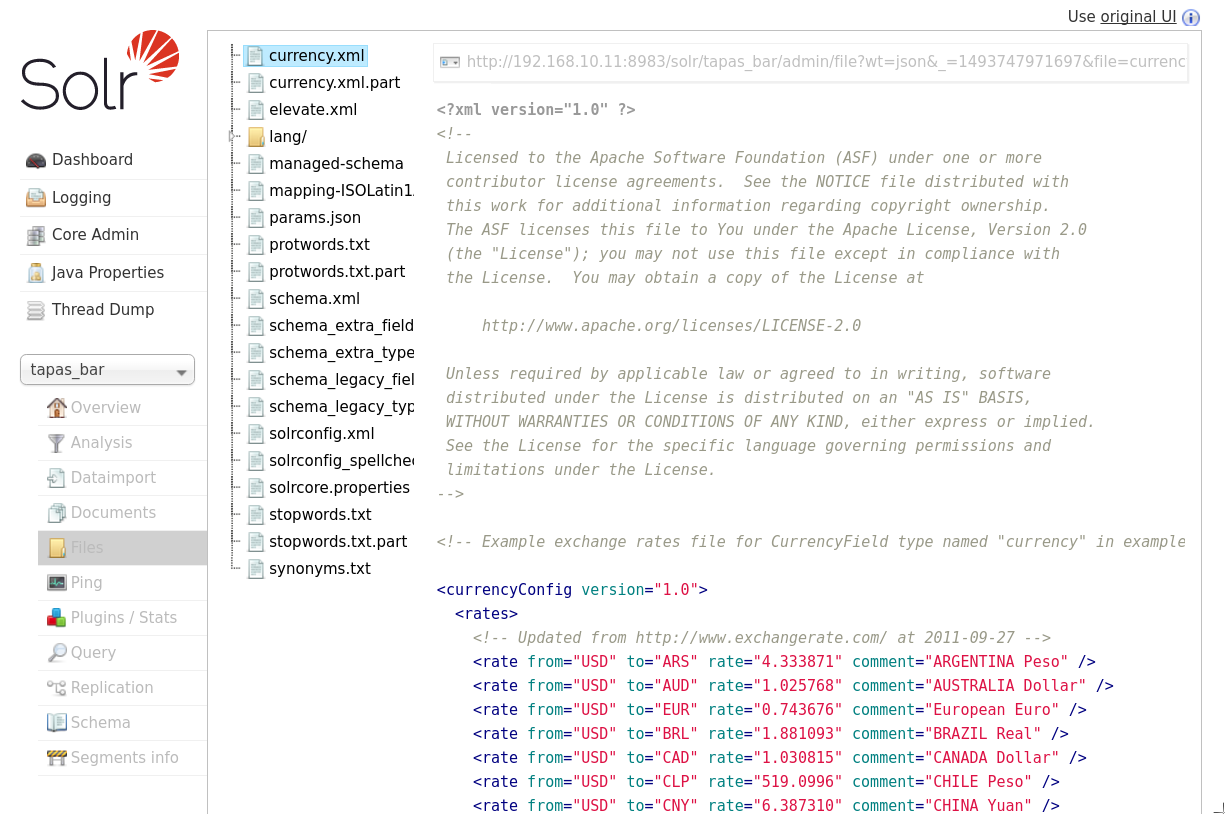 Use original UI
Solr
Dashboard
Logging
Core Admin
Java Properties
Thread Dump
tapas_bar
Overview
Analysis
Dataimport
Documents
Files
Ping
Plugins / Stats
Query
Replication
Schema
Segments info
currency.xml
currency.xml.part
elevate.xml
lang/
managed-schema
mapping-ISOLatin1.
params.json
protwords.txt
protwords.txt.part
schema.xml
schema_extra_field
schema_extra_type
schema_legacy_fiel
schema_legacy_typ
solrconfig.xml
solrconfig_spellchec
solrcore.properties
stopwords.txt
stopwords.txt.part
synonyms.txt
http://192.168.10.11:8983/solr/tapas_bar/admin/file?wt=json&_=1493747971697&file=currenc
<?xml version="1.0" ?>
<!--
Licensed to the Apache Software Foundation (ASF) under one or more
contributor license agreements.  See the NOTICE file distributed with
this work for additional information regarding copyright ownership.
The ASF licenses this file to You under the Apache License, Version 2.0
(the "License"); you may not use this file except in compliance with
the License.  You may obtain a copy of the License at
http://www.apache.org/licenses/LICENSE-2.0
Unless required by applicable law or agreed to in writing, software
distributed under the License is distributed on an "AS IS" BASIS,
WITHOUT WARRANTIES OR CONDITIONS OF ANY KIND, either express or implied.
See the License for the specific language governing permissions and
limitations under the License.
-->
<!-- Example exchange rates file for CurrencyField type named "currency" in example
<currencyConfig version="1.0">
<rates>
<!-- Updated from http://www.exchangerate.com/ at 2011-09-27 -->
<rate from="USD" to="ARS" rate="4.333871" comment="ARGENTINA Peso" />
<rate from="USD" to="AUD" rate="1.025768" comment="AUSTRALIA Dollar" />
<rate from="USD" to="EUR" rate="0.743676" comment="European Euro" />
<rate from="USD" to="BRL" rate="1.881093" comment="BRAZIL Real" />
<rate from="USD" to="CAD" rate="1.030815" comment="CANADA Dollar" />
<rate from="USD" to="CLP" rate="519.0996" comment="CHILE Peso" />
<rate from="USD" to="CNY" rate="6.387310" comment="CHINA Yuan" />